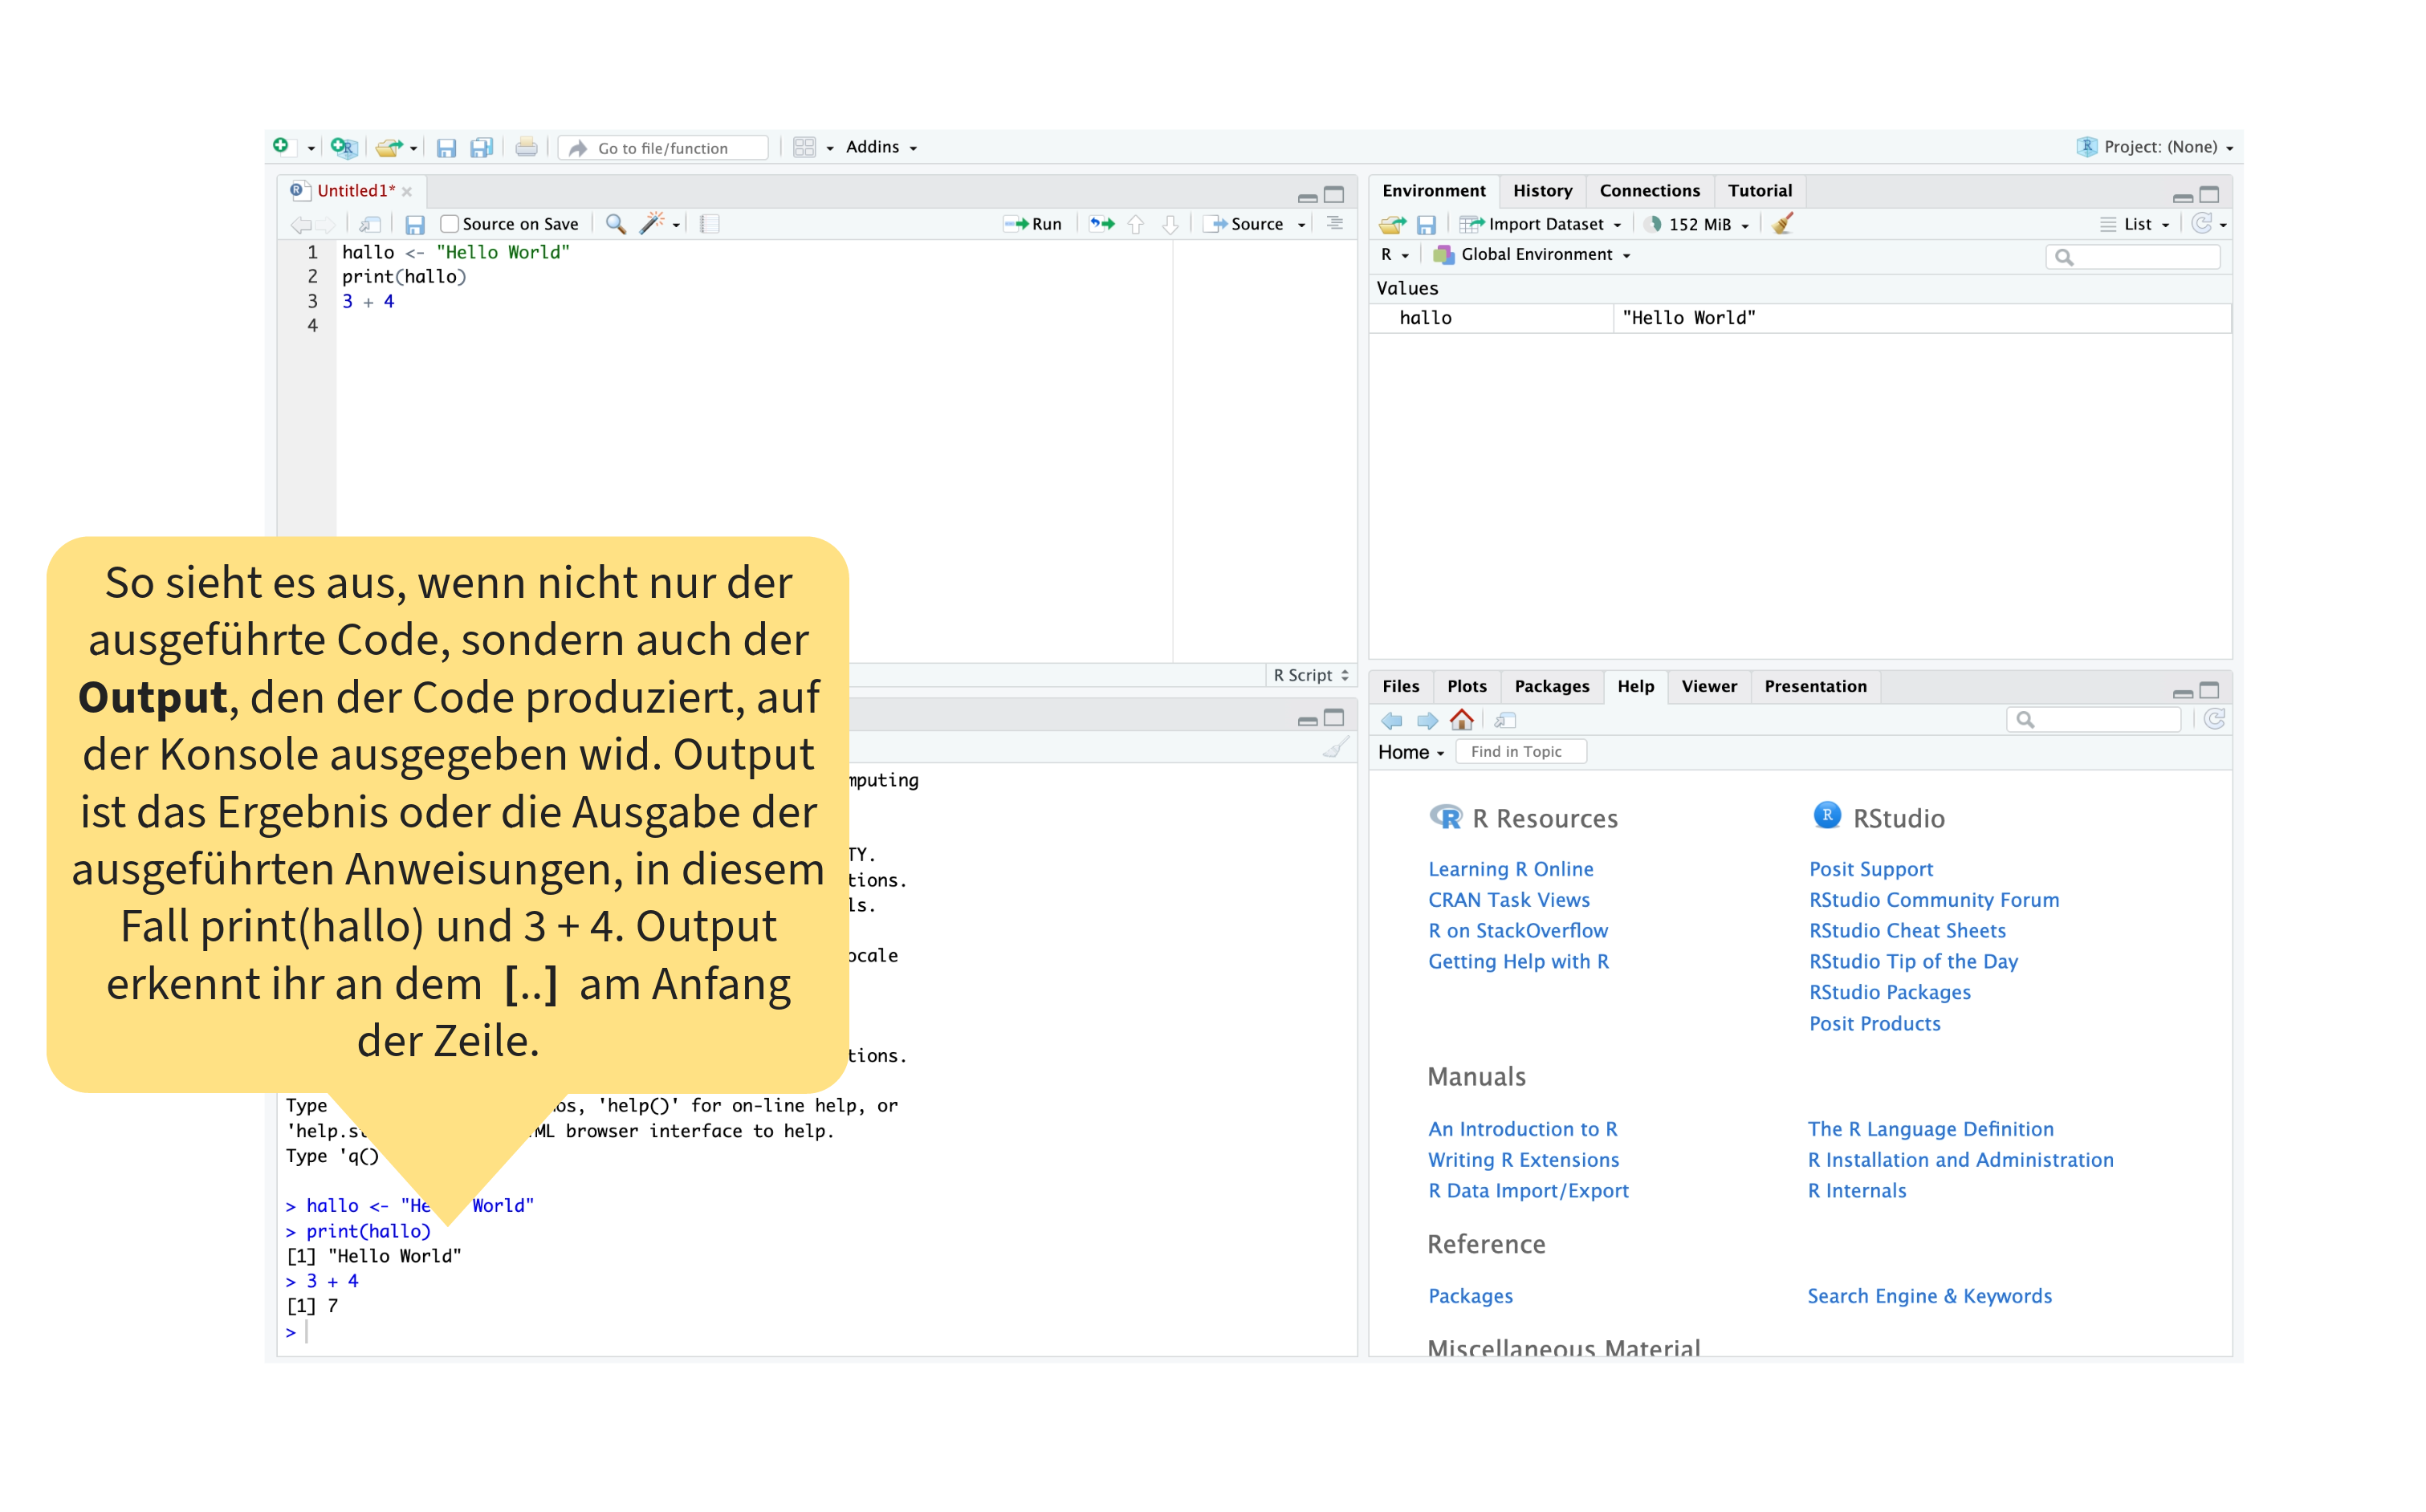 Go to file/function
Addins
Project: (None)
Untitled1*
Source on Save
Run
Source
1 hallo <- "Hello World"
2 print(hallo)
3 3 + 4
4
R Script
Environment History Connections Tutorial
Import Dataset 152 MiB List
R Global Environment
Values
hallo "Hello World"
So sieht es aus, wenn nicht nur der
ausgeführte Code, sondern auch der
Output, den der Code produziert, auf
der Konsole ausgegeben wid. Output
ist das Ergebnis oder die Ausgabe der
ausgeführten Anweisungen, in diesem
Fall print(hallo) und 3 + 4. Output
erkennt ihr an dem [..] am Anfang
der Zeile.
mputing
TY.
tions.
ls.
ocale
tions.
Type os, 'help()' for on-line help, or
'help.s ML browser interface to help.
Type 'q()
> hallo <- "He World"
> print(hallo)
[1] "Hello World"
> 3 + 4
[1] 7
>
Files Plots Packages Help Viewer Presentation
Home Find in Topic
R Resources
Learning R Online
CRAN Task Views
R on StackOverflow
Getting Help with R
RStudio
Posit Support
RStudio Community Forum
RStudio Cheat Sheets
RStudio Tip of the Day
RStudio Packages
Posit Products
Manuals
An Introduction to R
Writing R Extensions
R Data Import/Export
The R Language Definition
R Installation and Administration
R Internals
Reference
Packages
Search Engine & Keywords
Miscellaneous Material